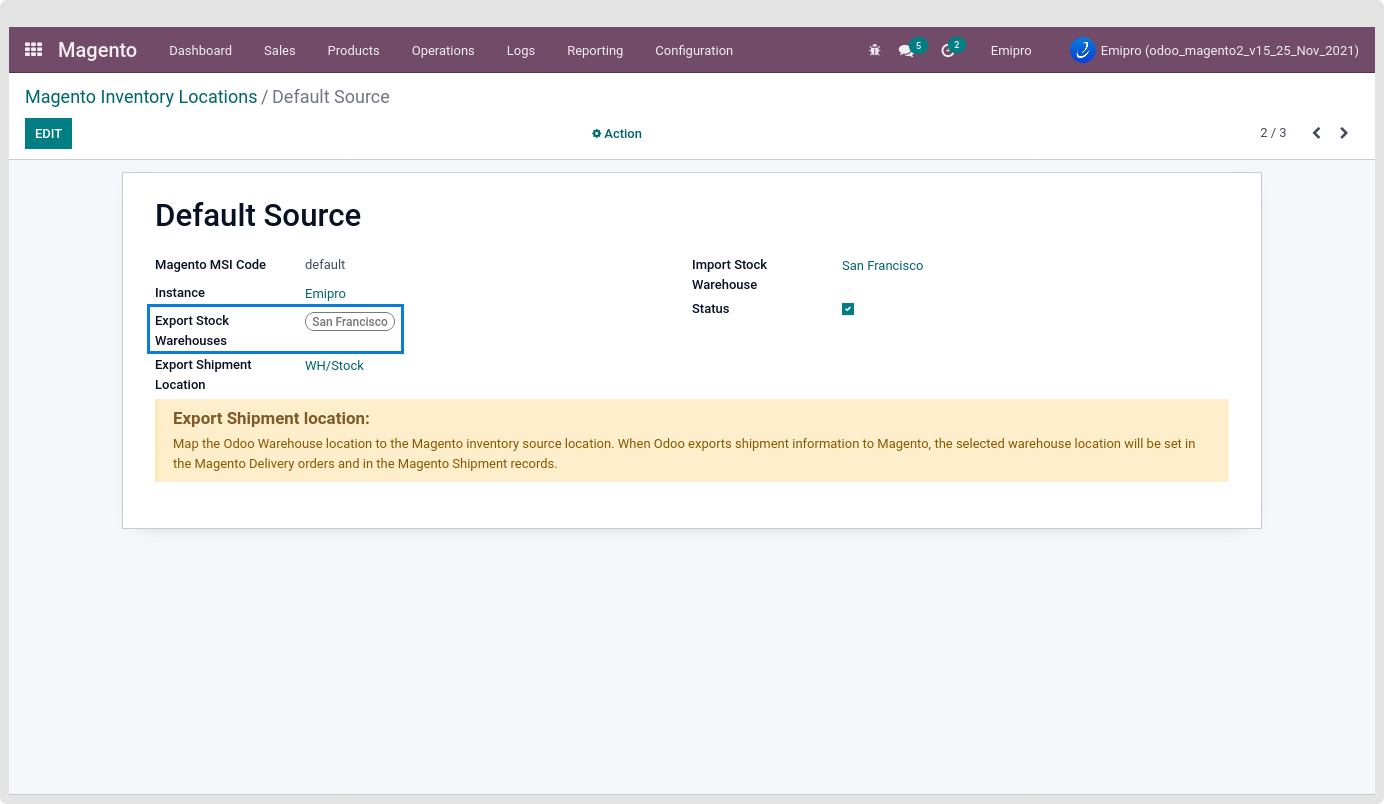 Magento Dashboard Sales Products Operations Logs Reporting Configuration 5 2 Emipro Emipro (odoo_magento2_v15_25_Nov_2021)
Magento Inventory Locations / Default Source
EDIT Action 2 / 3
Default Source
Magento MSI Code default
Instance Emipro
Export Stock San Francisco
Warehouses
Export Shipment WH/Stock
Location
Import Stock San Francisco
Warehouse
Status
Export Shipment location:
Map the Odoo Warehouse location to the Magento inventory source location. When Odoo exports shipment information to Magento, the selected warehouse location will be set in
the Magento Delivery orders and in the Magento Shipment records.